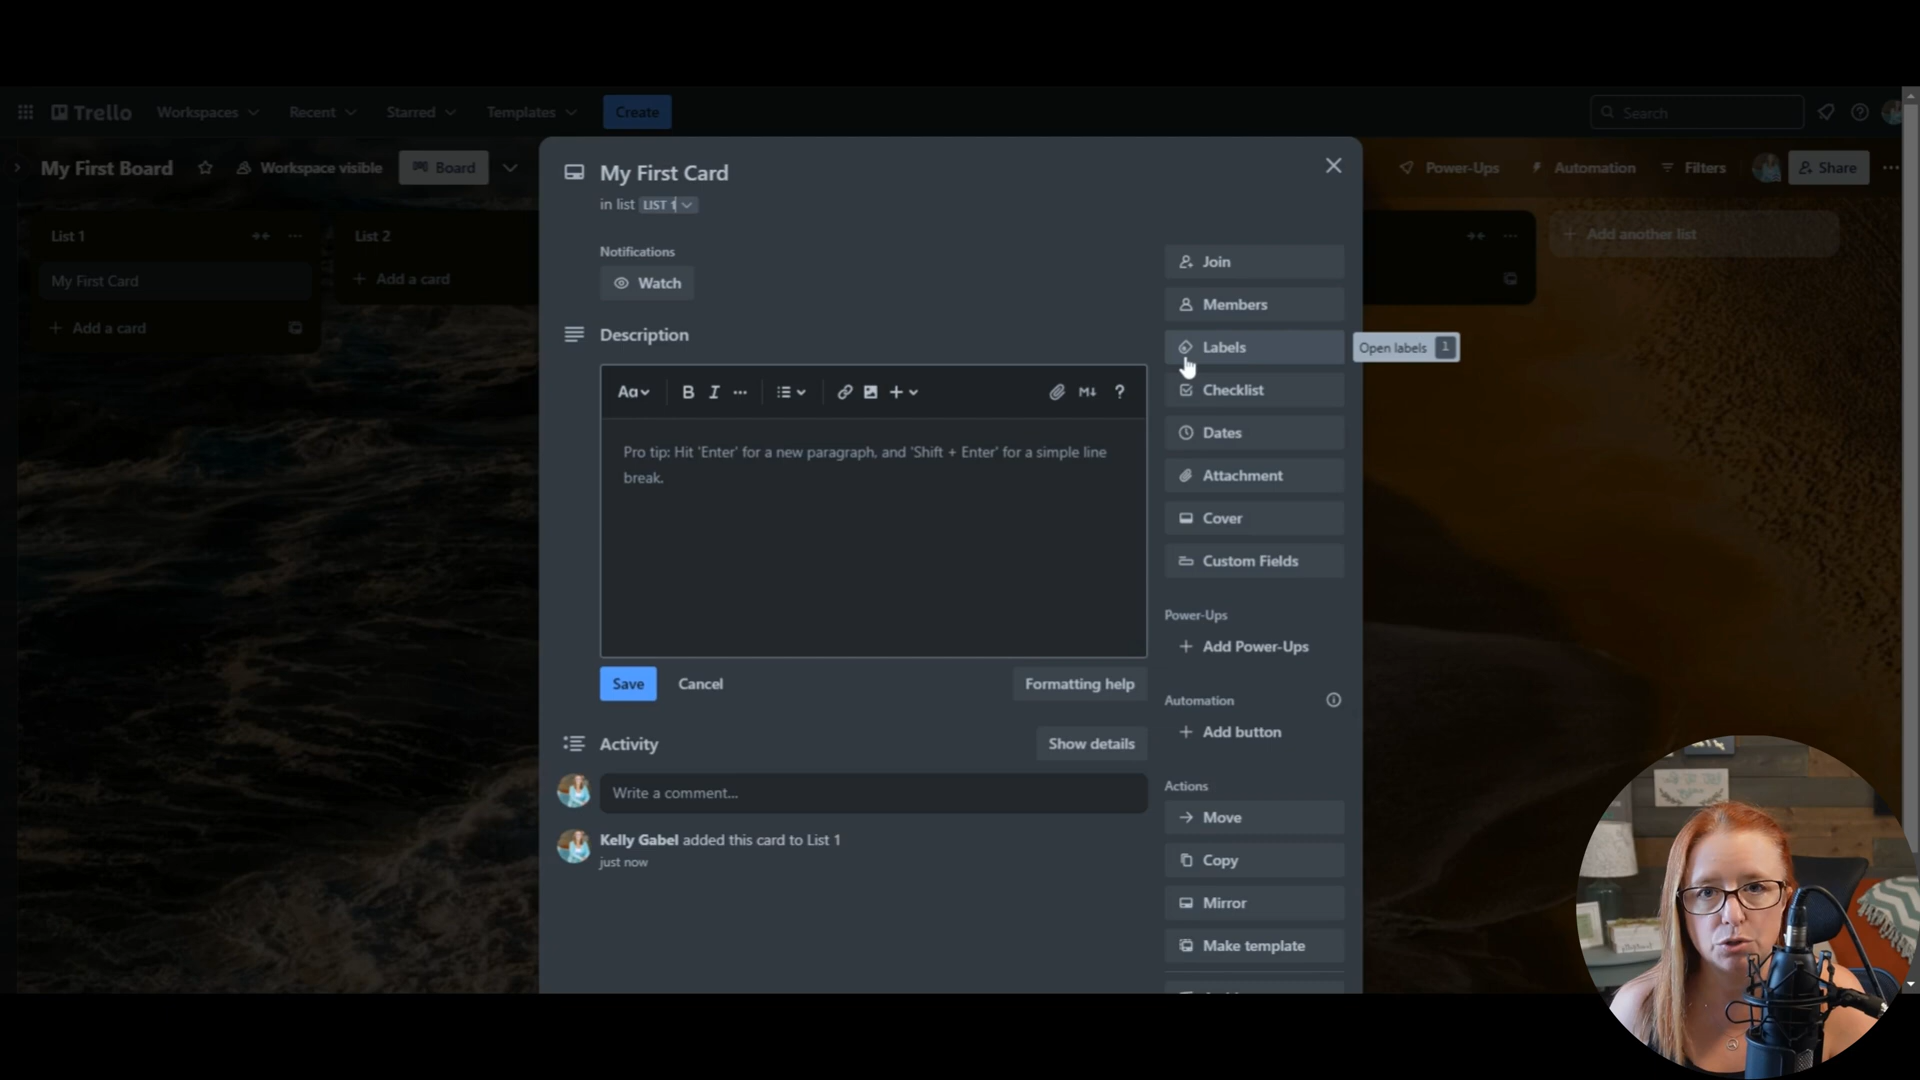 Trello
Workspaces
Recent
Starred
Templates
Create
Search
My First Board
Workspace visible
Board
Power-Ups
Automation
Filters
Share
List 1
My First Card
Add a card
List 2
Add a card
Add another list
My First Card
in list LIST 1
Notifications
Watch
Description
Aa
B
I
M↓
?
Pro tip: Hit 'Enter' for a new paragraph, and 'Shift + Enter' for a simple line
break.
Save
Cancel
Formatting help
Activity
Show details
Write a comment...
Kelly Gabel added this card to List 1
just now
Join
Members
Labels
Open labels 1
Checklist
Dates
Attachment
Cover
Custom Fields
Power-Ups
Add Power-Ups
Automation
Add button
Actions
Move
Copy
Mirror
Make template